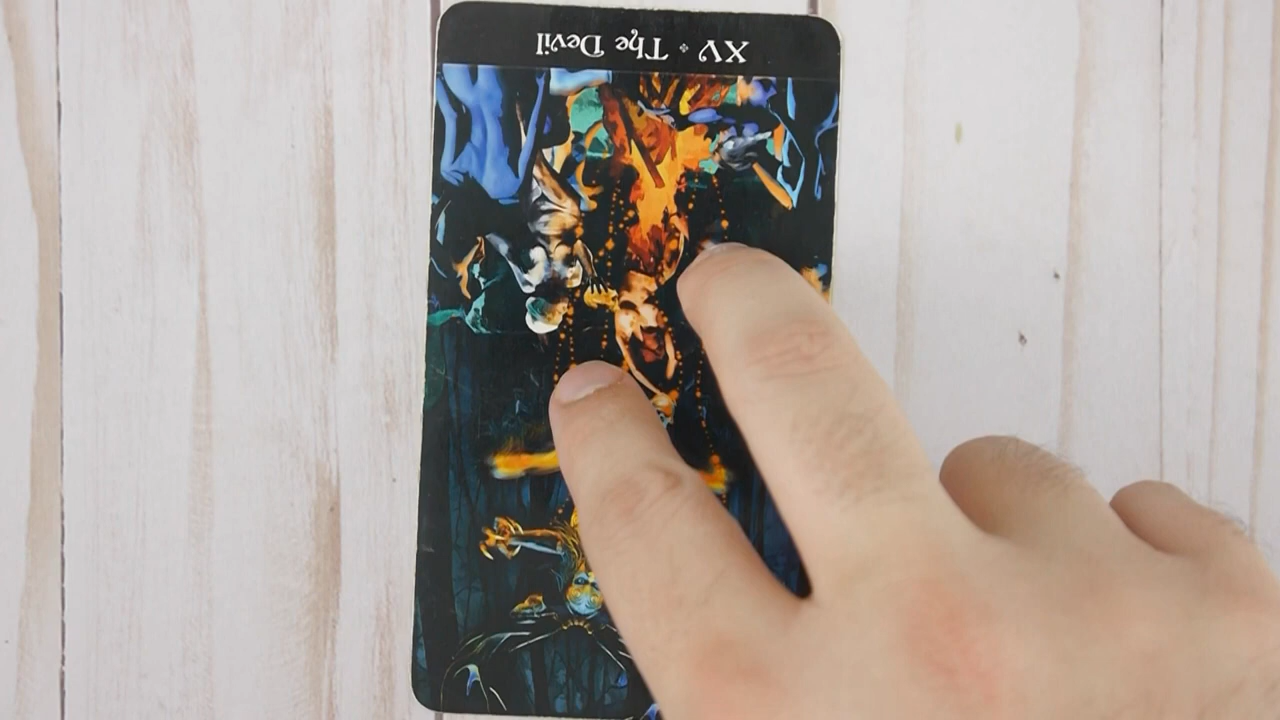 XV ⬩ The Devil